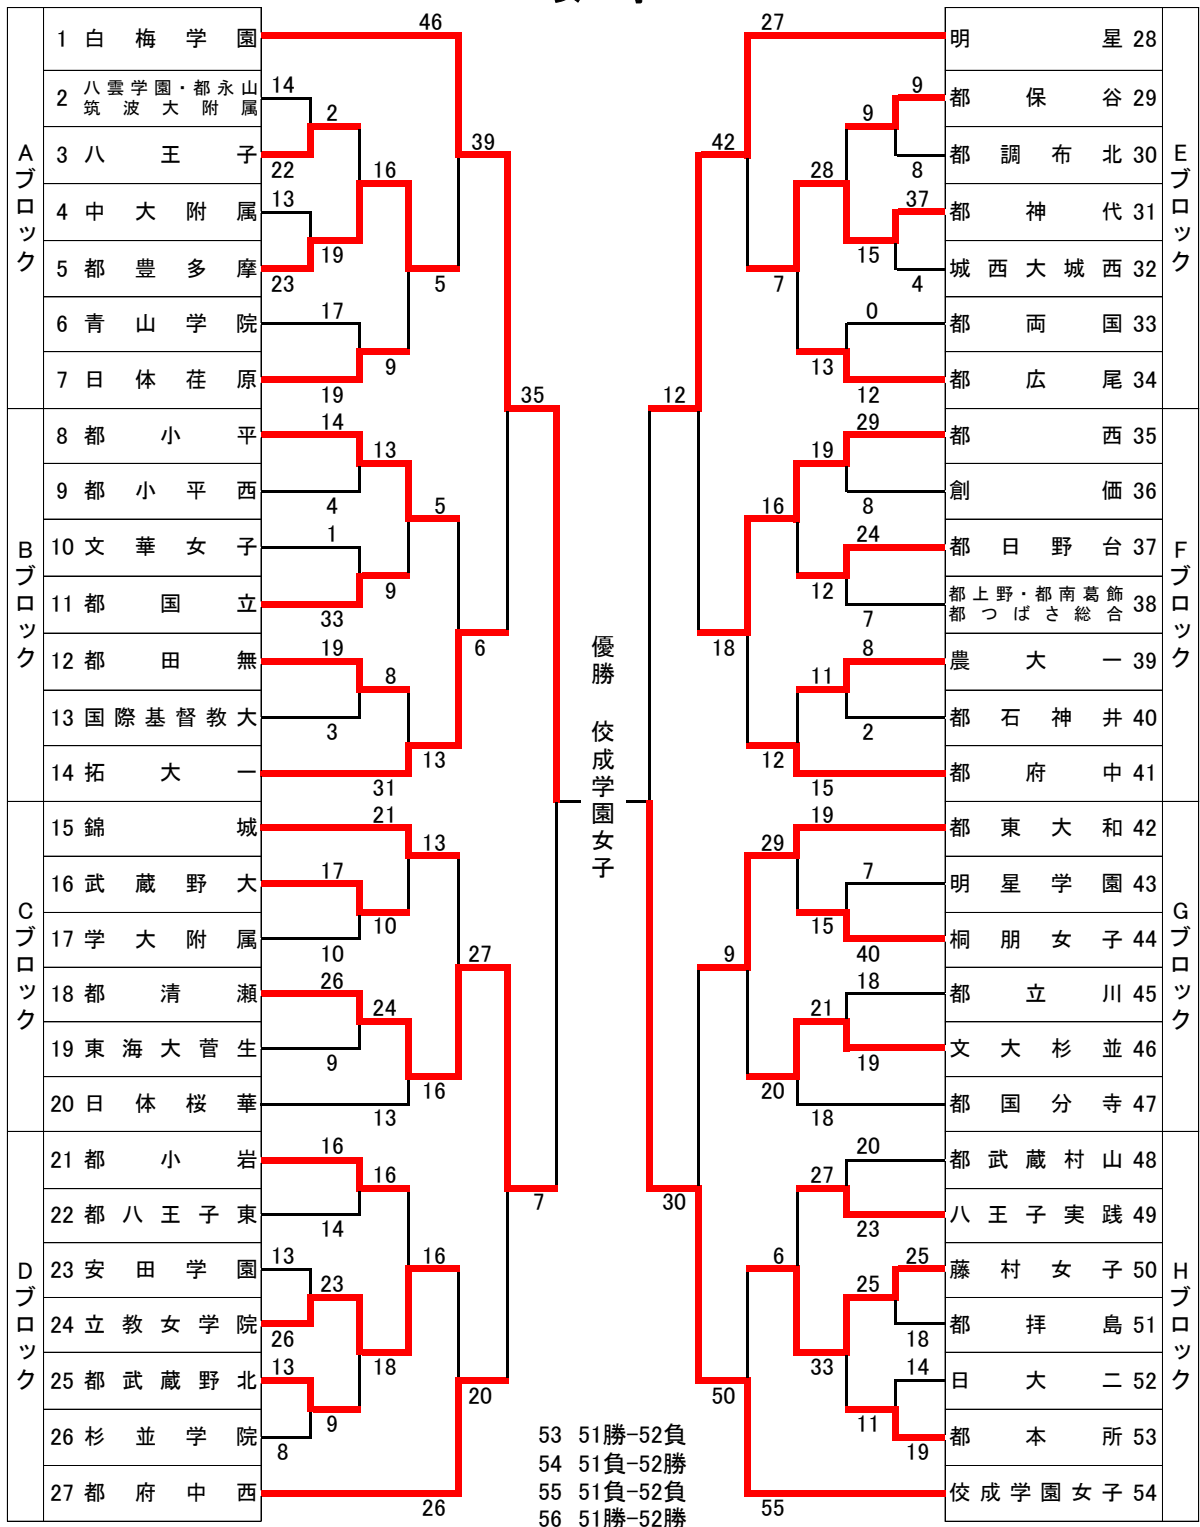 46
27
1 白梅学園
2 八雲学園・都永山
筑波大附属
3 八王子
4 中大附属
5 都豊多摩
6 青山学院
7 日体荏原
8 都小平
9 都小平西
10 文華女子
11 都国立
12 都田無
13 国際基督教大
14 拓大一
15 錦城
16 武蔵野大
17 学大附属
18 都清瀬
19 東海大菅生
20 日体桜華
21 都小岩
22 都八王子東
23 安田学園
24 立教女学院
25 都武蔵野北
26 杉並学院
27 都府中西
Aブロック
Bブロック
Cブロック
Dブロック
14
2
22
16
13
19
23
5
17
9
19
39
14
13
4
5
1
9
33
6
19
8
3
13
31
35
21
13
17
10
10
27
26
24
9
16
13
7
16
16
14
16
13
23
26
18
13
9
8
20
26
優勝 佼成学園女子
明星 28
都保谷 29
都調布北 30
都神代 31
城西大城西 32
都両国 33
都広尾 34
都西 35
創価 36
都日野台 37
都上野・都南葛飾
都つばさ総合 38
農大一 39
都石神井 40
都府中 41
都東大和 42
明星学園 43
桐朋女子 44
都立川 45
文大杉並 46
都国分寺 47
都武蔵村山 48
八王子実践 49
藤村女子 50
都拝島 51
日大二 52
都本所 53
佼成学園女子 54
Eブロック
Fブロック
Gブロック
Hブロック
42
9
9
8
28
37
15
4
7
0
13
12
12
29
19
8
16
24
12
7
18
8
11
2
12
15
19
29
7
15
40
9
18
21
19
20
18
30
20
27
23
6
25
25
18
33
14
11
19
50
55
53 51勝-52負
54 51負-52勝
55 51負-52負
56 51勝-52勝